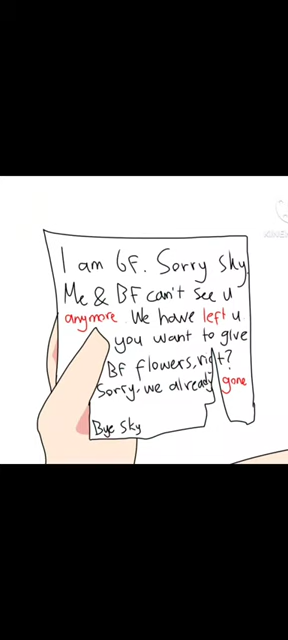 I am GF. Sorry sky.
Me & BF can't see u
anymore. We have left u
you want to give
BF flowers, right?
Sorry, we already gone
Bye sky